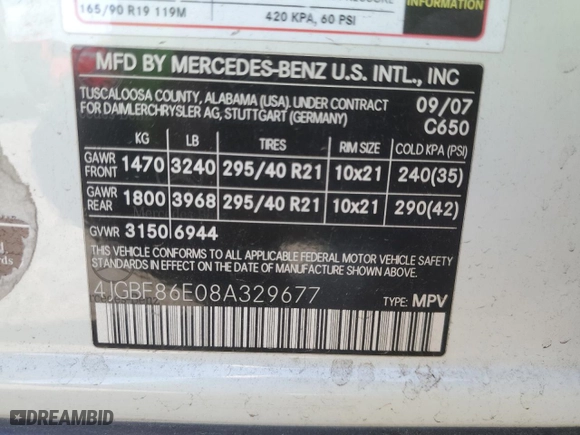 165/90 R19 119M 420 KPA, 60 PSI INFORMATION
MFD BY MERCEDES-BENZ U.S. INTL., INC
TUSCALOOSA COUNTY, ALABAMA (USA). UNDER CONTRACT 09/07
FOR DAIMLERCHRYSLER AG, STUTTGART (GERMANY) C650
KG LB TIRES RIM SIZE COLD KPA (PSI)
GAWR FRONT 1470 3240 295/40 R21 10x21 240(35)
GAWR REAR 1800 3968 295/40 R21 10x21 290(42)
GVWR 3150 6944
THIS VEHICLE CONFORMS TO ALL APPLICABLE FEDERAL MOTOR VEHICLE SAFETY
STANDARDS IN EFFECT ON THE DATE OF MANUFACTURE SHOWN ABOVE.
4JGBF86E08A329677 TYPE: MPV
DREAMBID